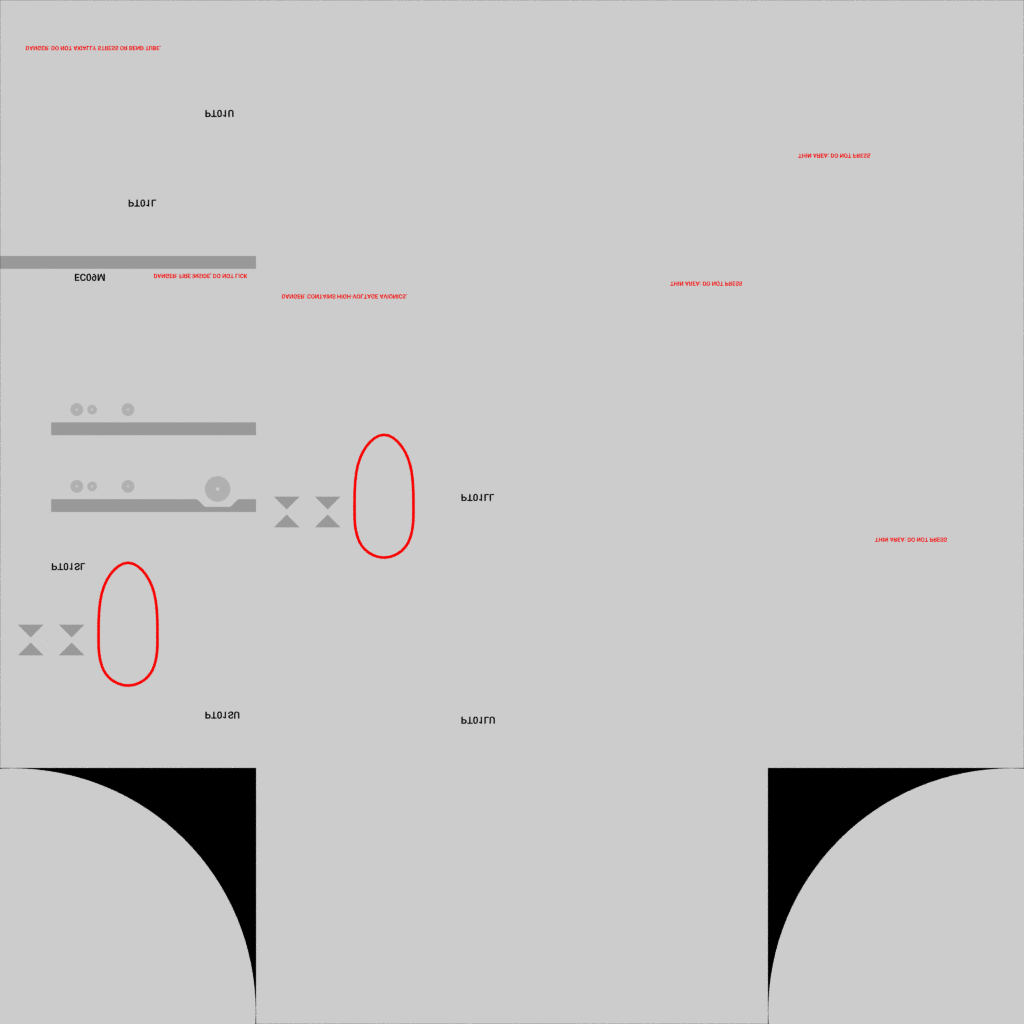 DANGER: DO NOT AXIALLY STRESS OR BEND TUBE.
PT01U
THIN AREA: DO NOT PRESS
PT01L
EC09M
DANGER: FIRE INSIDE, DO NOT LICK
THIN AREA: DO NOT PRESS
DANGER: CONTAINS HIGH-VOLTAGE AVIONICS.
PT01LL
THIN AREA: DO NOT PRESS
PT01SL
PT01SU
PT01LU